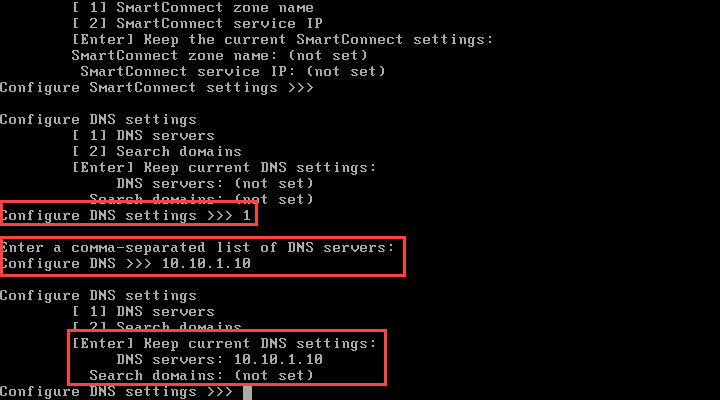 [ 1] SmartConnect zone name
[ 2] SmartConnect service IP
[Enter] Keep the current SmartConnect settings:
SmartConnect zone name: (not set)
SmartConnect service IP: (not set)
Configure SmartConnect settings >>>
Configure DNS settings
[ 1] DNS servers
[ 2] Search domains
[Enter] Keep current DNS settings:
DNS servers: (not set)
Search domains: (not set)
Configure DNS settings >>> 1
Enter a comma-separated list of DNS servers:
Configure DNS >>> 10.10.1.10
Configure DNS settings
[ 1] DNS servers
[ 2] Search domains
[Enter] Keep current DNS settings:
DNS servers: 10.10.1.10
Search domains: (not set)
Configure DNS settings >>>